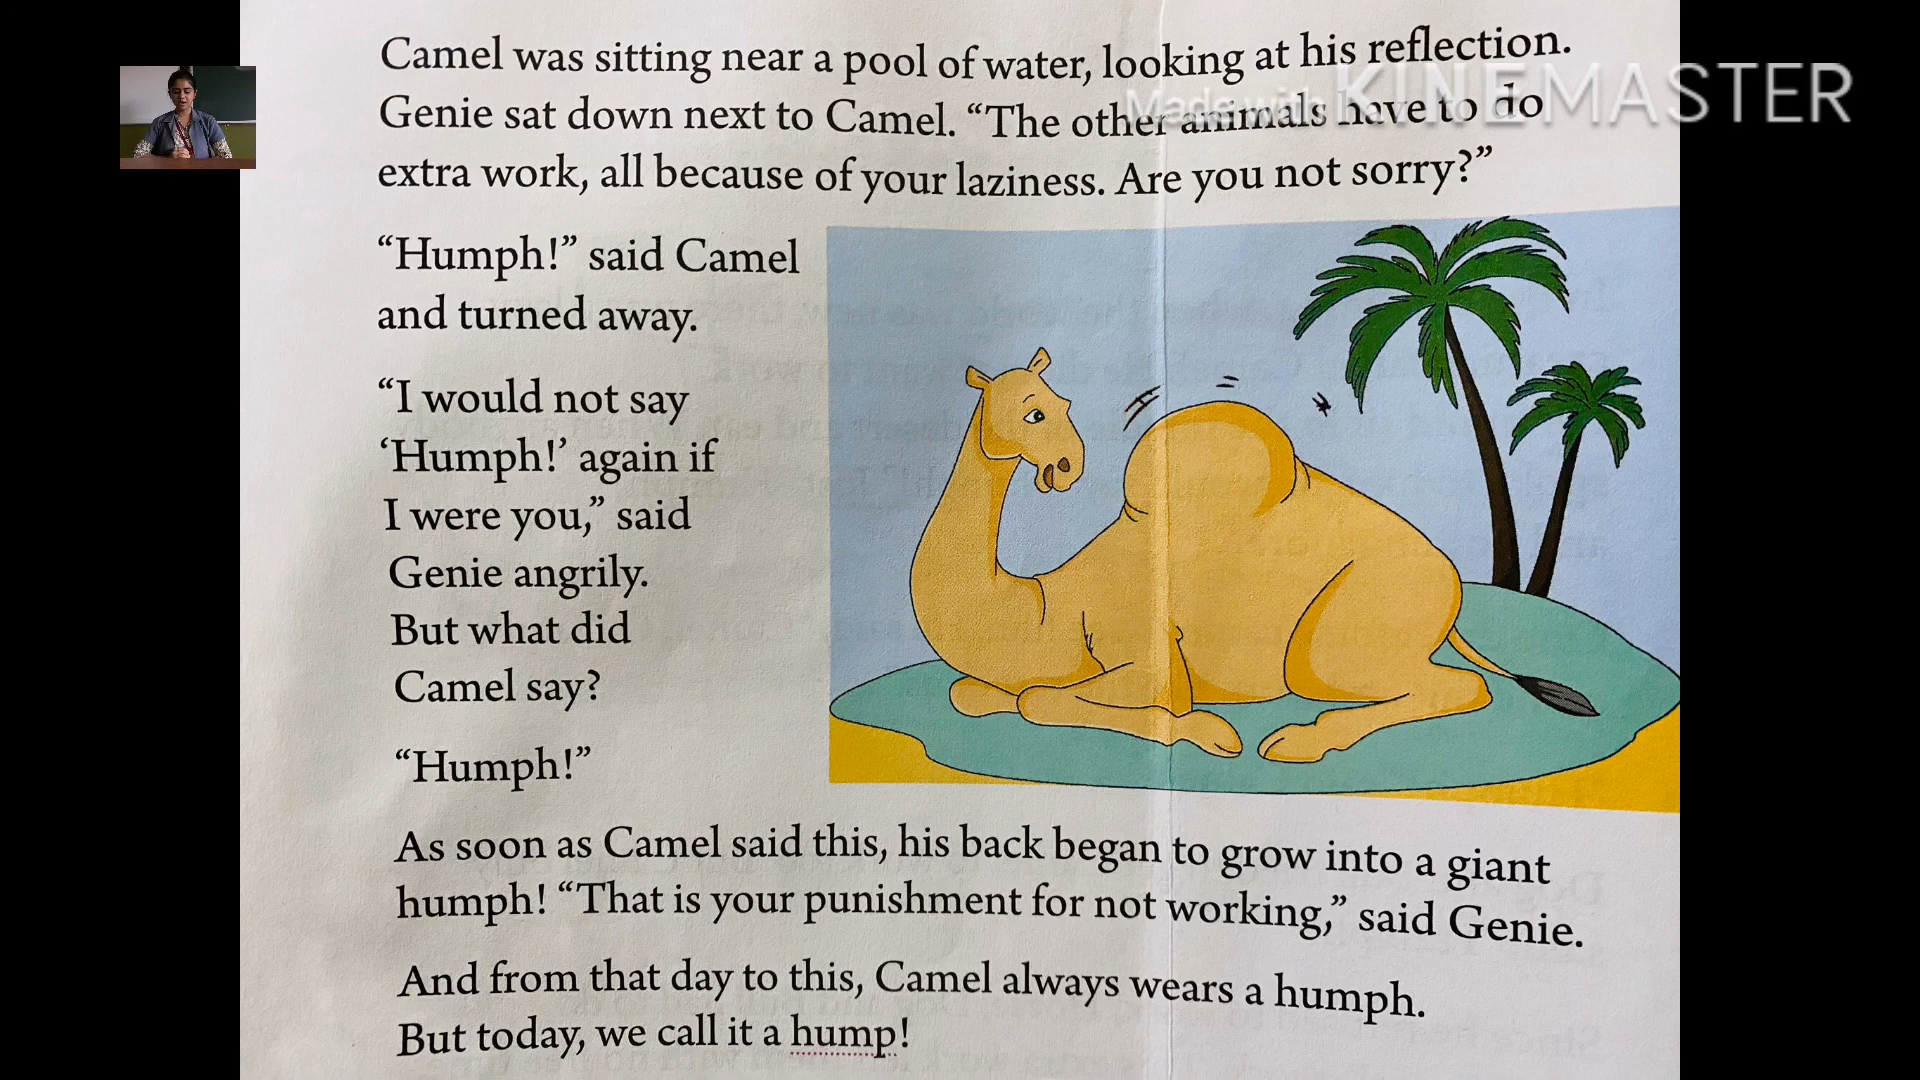 Camel was sitting near a pool of water, looking at his reflection.
Genie sat down next to Camel. “The other animals have to do
extra work, all because of your laziness. Are you not sorry?”
“Humph!” said Camel
and turned away.
“I would not say
‘Humph!’ again if
I were you,” said
Genie angrily.
But what did
Camel say?
“Humph!”
As soon as Camel said this, his back began to grow into a giant
humph! “That is your punishment for not working,” said Genie.
And from that day to this, Camel always wears a humph.
But today, we call it a hump!
Made with KINEMASTER